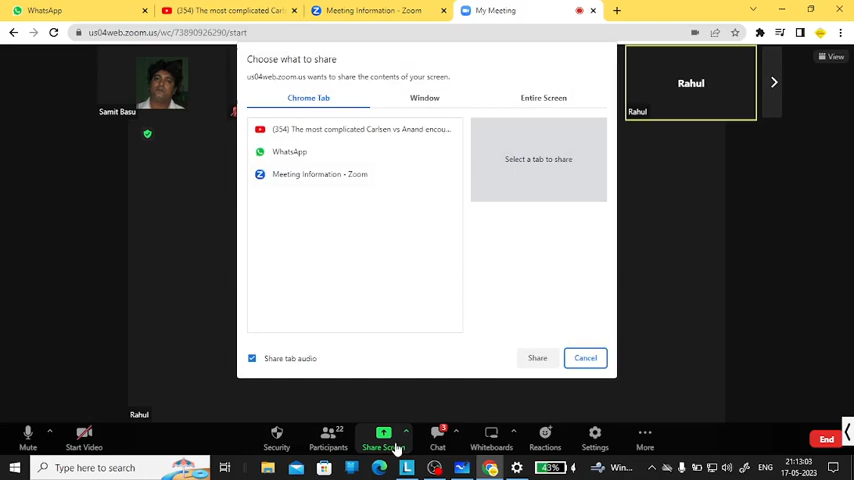 WhatsApp
(354) The most complicated Carls
Meeting Information - Zoom
My Meeting
us04web.zoom.us/wc/73890926290/start
Choose what to share
us04web.zoom.us wants to share the contents of your screen.
Chrome Tab
Window
Entire Screen
(354) The most complicated Carlsen vs Anand encou...
WhatsApp
Meeting Information - Zoom
Select a tab to share
Share tab audio
Share
Cancel
Samit Basu
Rahul
Rahul
View
Rahul
Mute
Start Video
Security
22
Participants
Share Screen
3
Chat
Whiteboards
Reactions
Settings
More
End
Type here to search
L
43%
Win...
ENG
21:13:03
17-05-2023